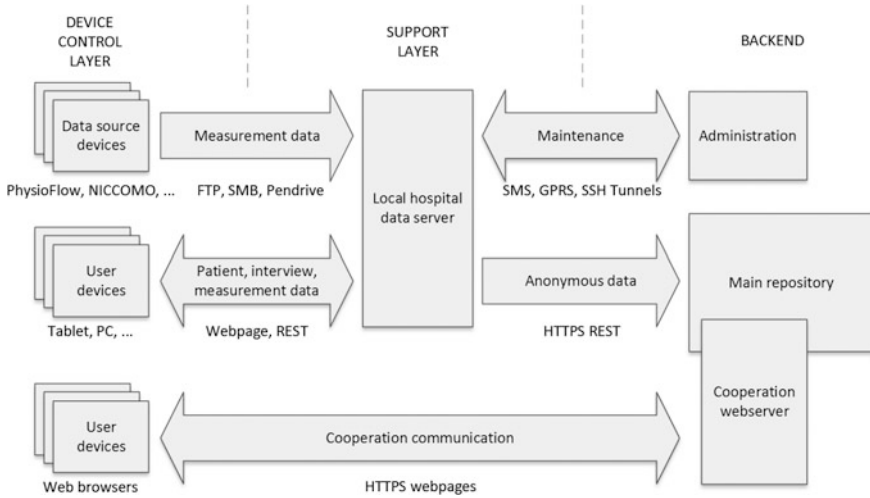 DEVICE
CONTROL
LAYER
SUPPORT
LAYER
BACKEND
Data source
devices
Measurement data
Maintenance
Administration
PhysioFlow, NICCOMO, ...
FTP, SMB, Pendrive
SMS, GPRS, SSH Tunnels
Local hospital
data server
User
devices
Patient, interview,
measurement data
Anonymous data
Main repository
Tablet, PC, ...
Webpage, REST
HTTPS REST
Cooperation
webserver
User
devices
Cooperation communication
Web browsers
HTTPS webpages